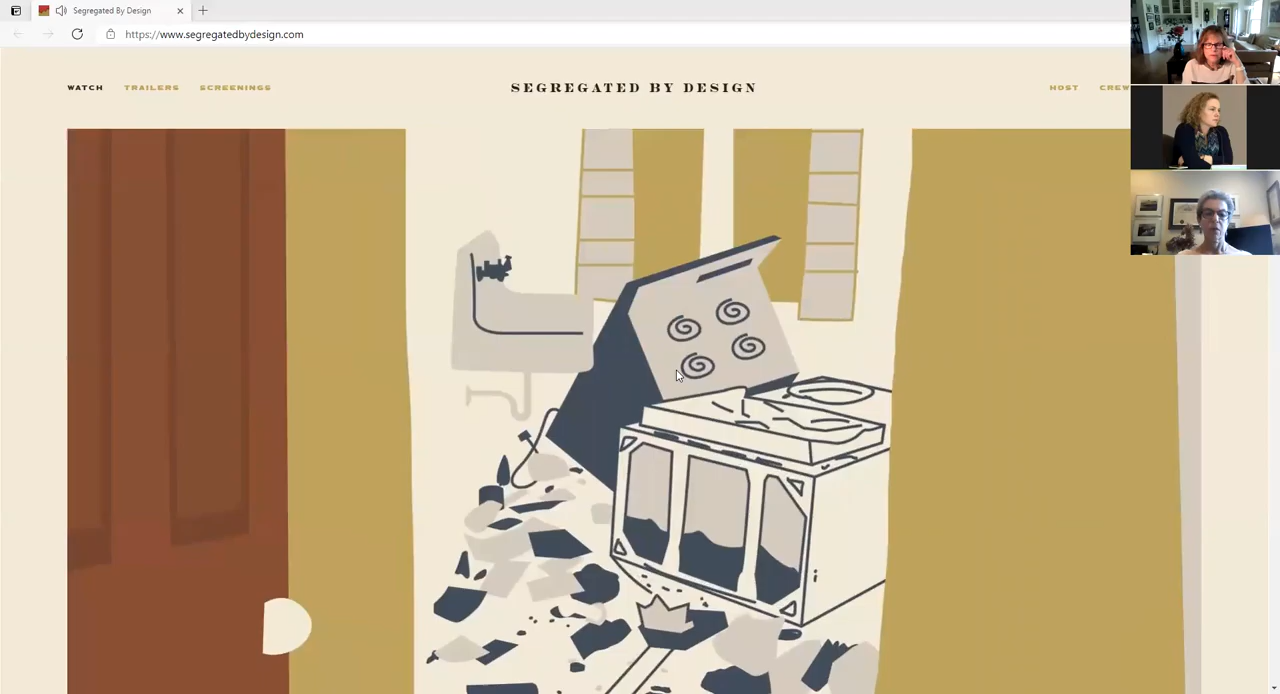 Segregated By Design
https://www.segregatedbydesign.com
WATCH TRAILERS SCREENINGS SEGREGATED BY DESIGN HOST CREW